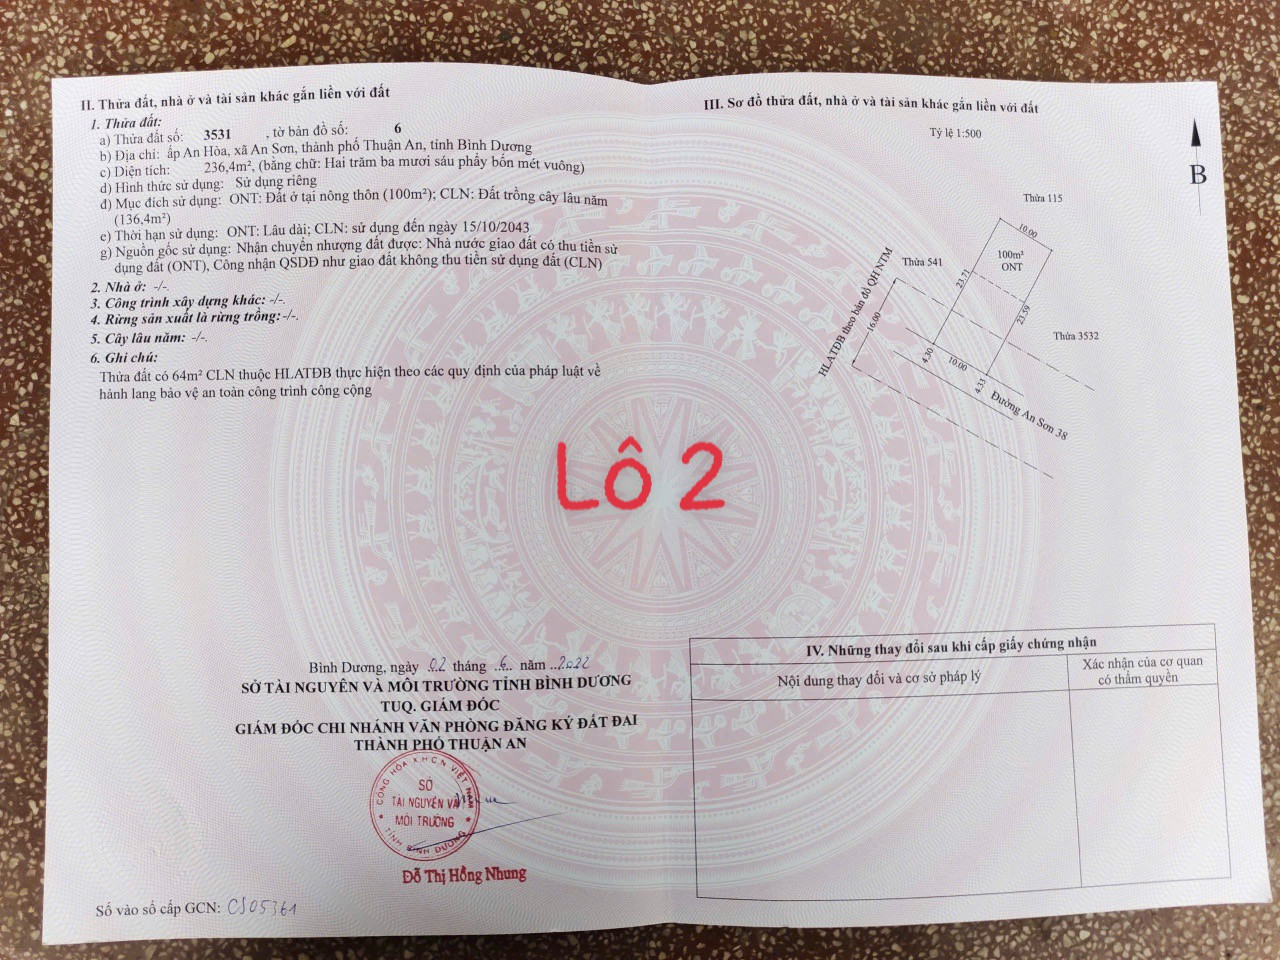 II. Thửa đất, nhà ở và tài sản khác gắn liền với đất
1. Thửa đất:
a) Thửa đất số: 3531 , tờ bản đồ số: 6
b) Địa chỉ: ấp An Hòa, xã An Sơn, thành phố Thuận An, tỉnh Bình Dương
c) Diện tích: 236,4m², (bằng chữ: Hai trăm ba mươi sáu phẩy bốn mét vuông)
d) Hình thức sử dụng: Sử dụng riêng
đ) Mục đích sử dụng: ONT: Đất ở tại nông thôn (100m²); CLN: Đất trồng cây lâu năm
(136,4m²)
e) Thời hạn sử dụng: ONT: Lâu dài; CLN: sử dụng đến ngày 15/10/2043
g) Nguồn gốc sử dụng: Nhận chuyển nhượng đất được: Nhà nước giao đất có thu tiền sử
dụng đất (ONT), Công nhận QSDĐ như giao đất không thu tiền sử dụng đất (CLN)
2. Nhà ở: -/-.
3. Công trình xây dựng khác: -/-.
4. Rừng sản xuất là rừng trồng: -/-.
5. Cây lâu năm: -/-.
6. Ghi chú:
Thửa đất có 64m² CLN thuộc HLATĐB thực hiện theo các quy định của pháp luật về
hành lang bảo vệ an toàn công trình công cộng
Bình Dương, ngày 02 tháng 6 năm 2022
SỞ TÀI NGUYÊN VÀ MÔI TRƯỜNG TỈNH BÌNH DƯƠNG
TUQ. GIÁM ĐỐC
GIÁM ĐỐC CHI NHÁNH VĂN PHÒNG ĐĂNG KÝ ĐẤT ĐAI
THÀNH PHỐ THUẬN AN
CỘNG HÒA X.H.C.N VIỆT NAM
SỞ
TÀI NGUYÊN VÀ
MÔI TRƯỜNG
TỈNH BÌNH DƯƠNG
Đỗ Thị Hồng Nhung
Số vào sổ cấp GCN: CS05361
Lô 2
III. Sơ đồ thửa đất, nhà ở và tài sản khác gắn liền với đất
Tỷ lệ 1:500
B
Thửa 115
10.00
100m²
ONT
Thửa 541
23.71
23.59
HLATĐB theo bản đồ QH NTM
16.00
Thửa 3532
4.30
10.00
4.33
Đường An Sơn 38
IV. Những thay đổi sau khi cấp giấy chứng nhận
Nội dung thay đổi và cơ sở pháp lý
Xác nhận của cơ quan
có thẩm quyền